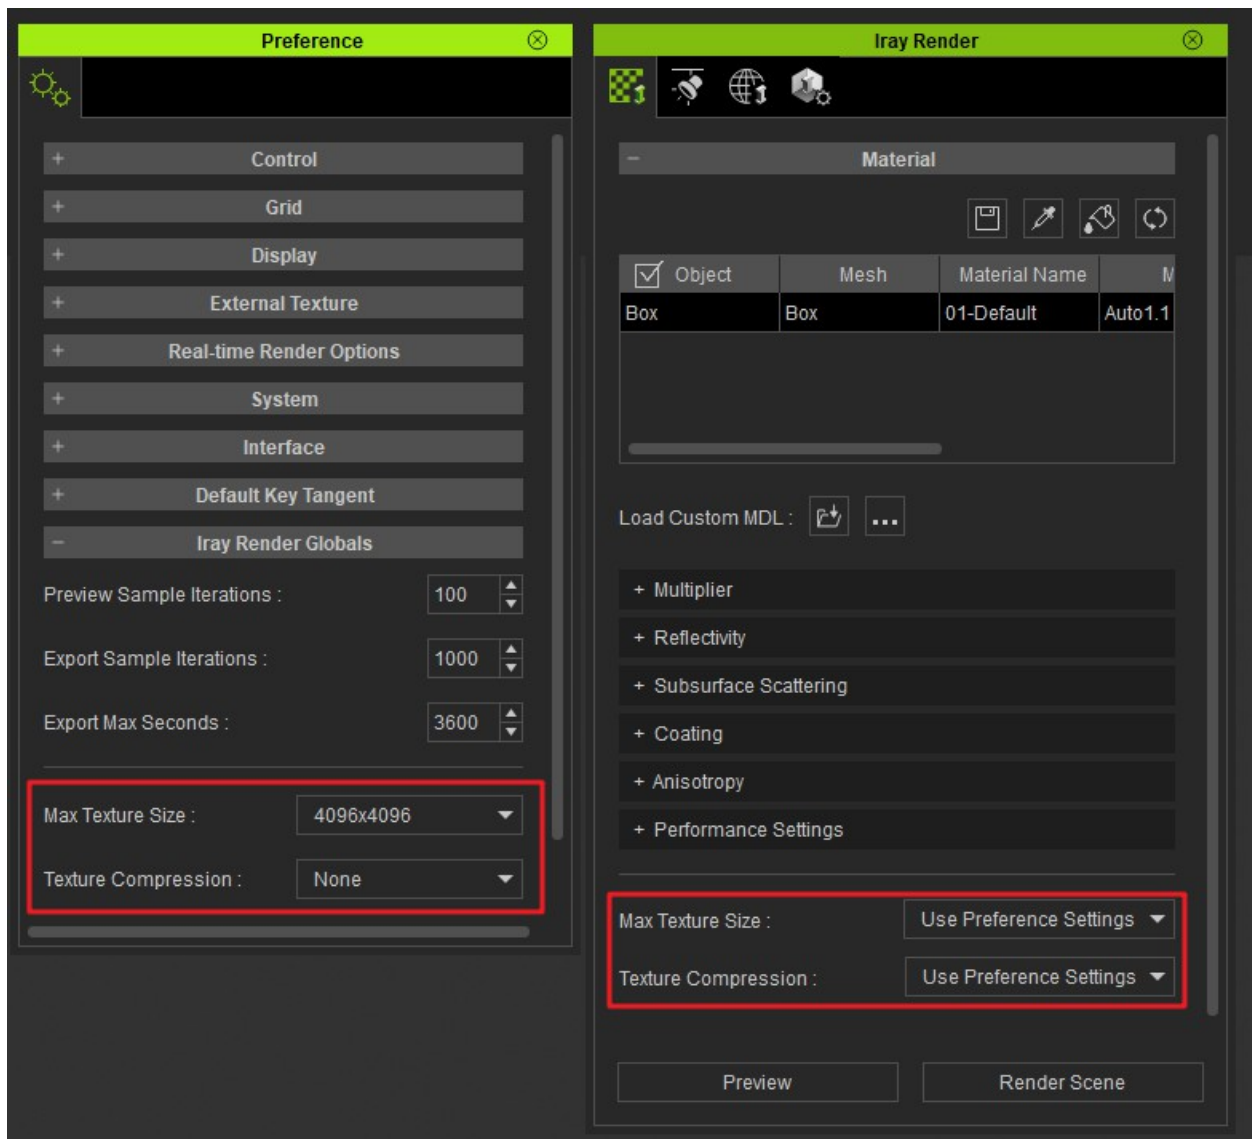 Preference
+ Control
+ Grid
+ Display
+ External Texture
+ Real-time Render Options
+ System
+ Interface
+ Default Key Tangent
− Iray Render Globals
Preview Sample Iterations : 100
Export Sample Iterations : 1000
Export Max Seconds : 3600
Max Texture Size : 4096x4096
Texture Compression : None
Iray Render
− Material
Object Mesh Material Name M
Box Box 01-Default Auto1.1
Load Custom MDL : ...
+ Multiplier
+ Reflectivity
+ Subsurface Scattering
+ Coating
+ Anisotropy
+ Performance Settings
Max Texture Size : Use Preference Settings
Texture Compression : Use Preference Settings
Preview Render Scene